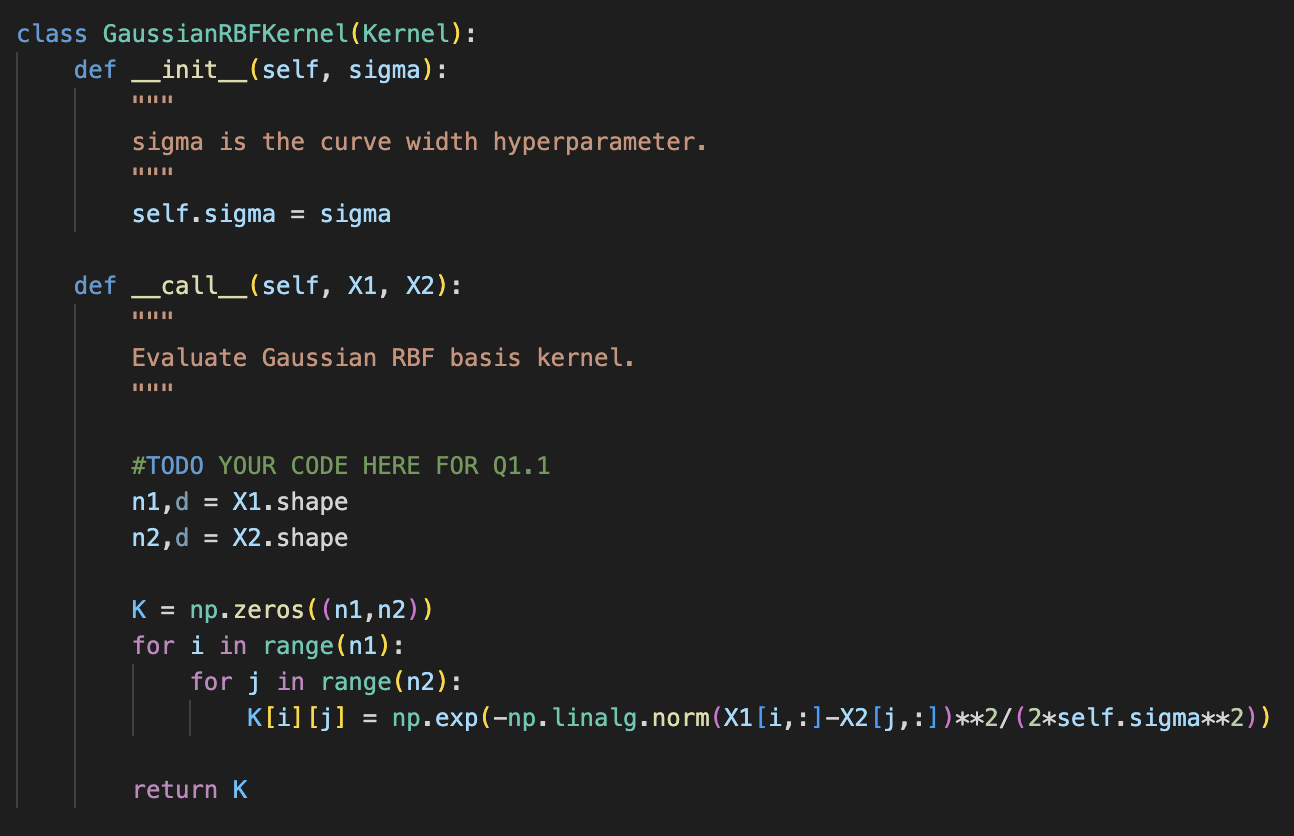 class GaussianRBFKernel(Kernel):
    def __init__(self, sigma):
        """
        sigma is the curve width hyperparameter.
        """
        self.sigma = sigma

    def __call__(self, X1, X2):
        """
        Evaluate Gaussian RBF basis kernel.
        """

        #TODO YOUR CODE HERE FOR Q1.1
        n1,d = X1.shape
        n2,d = X2.shape

        K = np.zeros((n1,n2))
        for i in range(n1):
            for j in range(n2):
                K[i][j] = np.exp(-np.linalg.norm(X1[i,:]-X2[j,:])**2/(2*self.sigma**2))

        return K